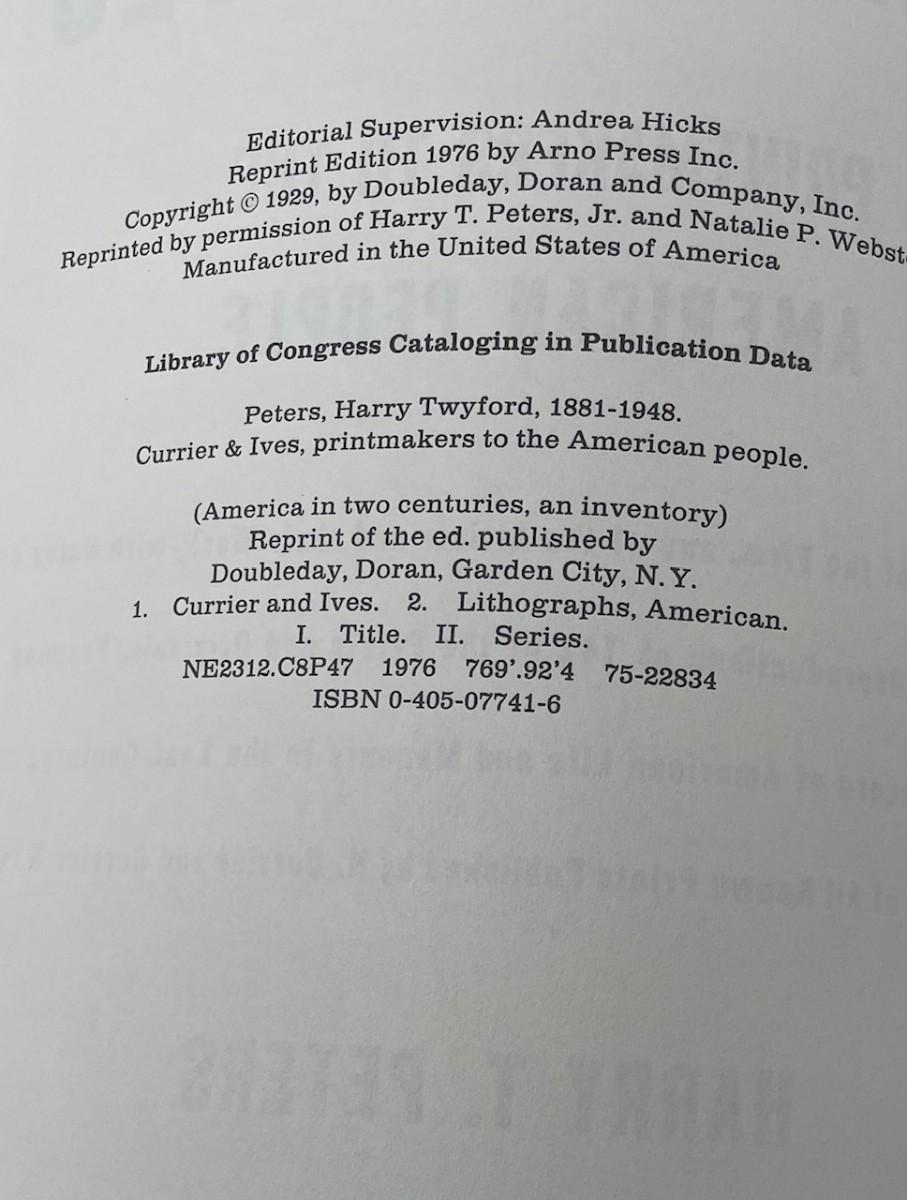 Editorial Supervision: Andrea Hicks
Reprint Edition 1976 by Arno Press Inc.
Copyright © 1929, by Doubleday, Doran and Company, Inc.
Reprinted by permission of Harry T. Peters, Jr. and Natalie P.
Manufactured in the United States of America
Library of Congress Cataloging in Publication Data
Peters, Harry Twyford, 1881-1948.
Currier & Ives, printmakers to the American people.
(America in two centuries, an inventory)
Reprint of the ed. published by
Doubleday, Doran, Garden City, N. Y.
1. Currier and Ives. 2. Lithographs, American.
I. Title. II. Series.
NE2312.C8P47 1976 769'.92'4 75-22834
ISBN 0-405-07741-6